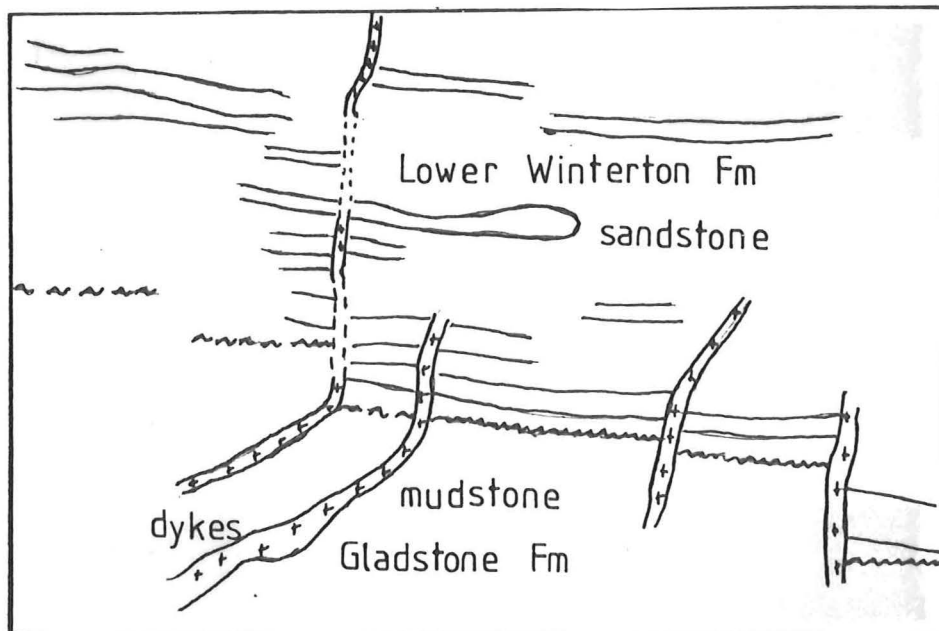 Lower Winterton Fm
sandstone
mudstone
dykes
Gladstone Fm